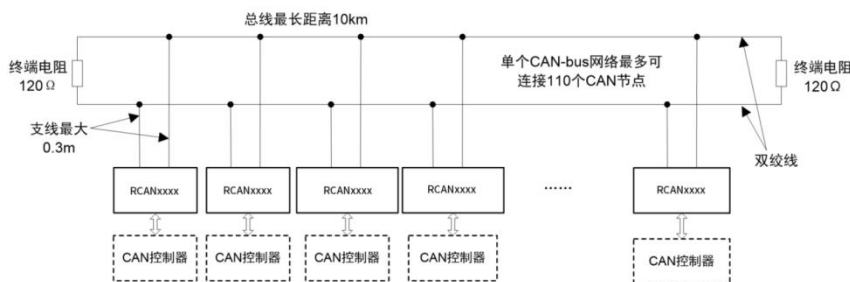 总线最长距离10km
终端电阻
120Ω
单个CAN-bus网络最多可
连接110个CAN节点
终端电阻
120Ω
支线最大
0.3m
双绞线
RCANxxxx
RCANxxxx
RCANxxxx
RCANxxxx
......
RCANxxxx
CAN控制器
CAN控制器
CAN控制器
CAN控制器
CAN控制器